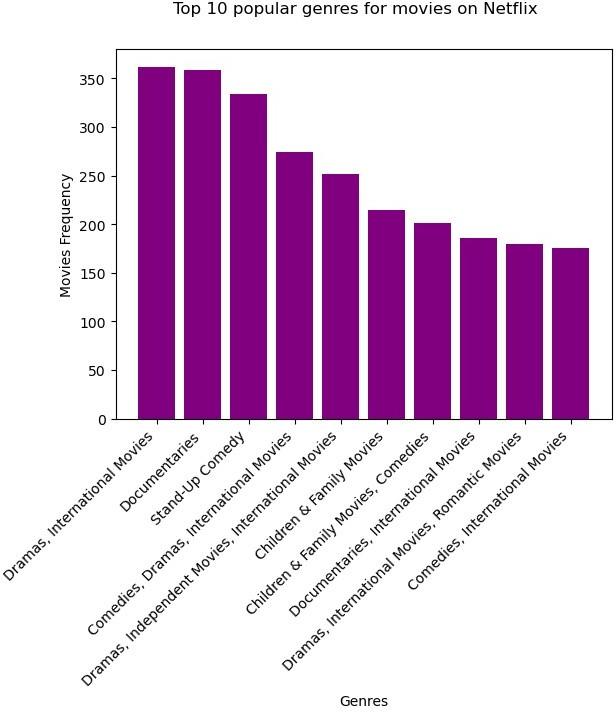 Top 10 popular genres for movies on Netflix
Movies Frequency
350
300
250
200
150
100
50
0
Dramas, International Movies
Documentaries
Stand-Up Comedy
Comedies, Dramas, International Movies
Dramas, Independent Movies, International Movies
Children & Family Movies
Children & Family Movies, Comedies
Documentaries, International Movies
Dramas, International Movies, Romantic Movies
Comedies, International Movies
Genres